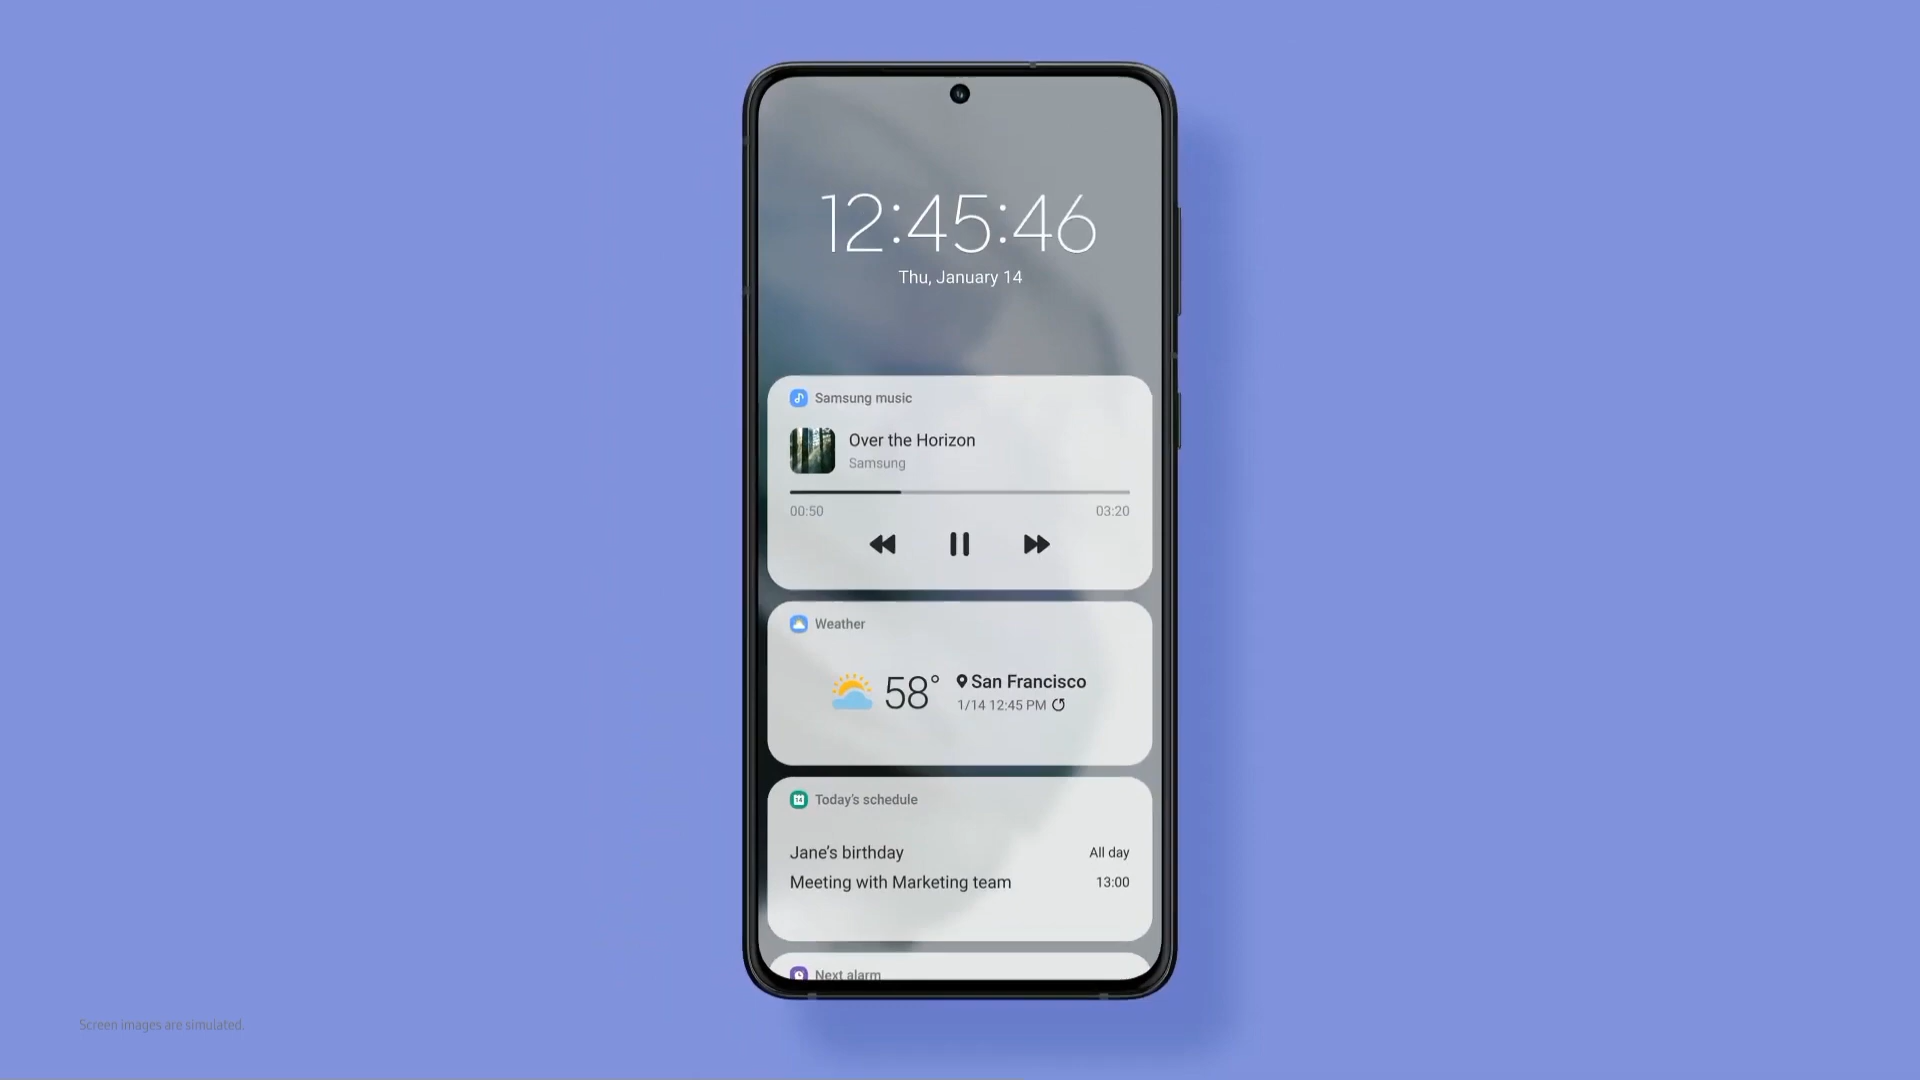 12:45:46
Thu, January 14
Samsung music
Over the Horizon
Samsung
00:50
03:20
Weather
58°
San Francisco
1/14 12:45 PM
Today's schedule
Jane's birthday
All day
Meeting with Marketing team
13:00
Next alarm
Screen images are simulated.